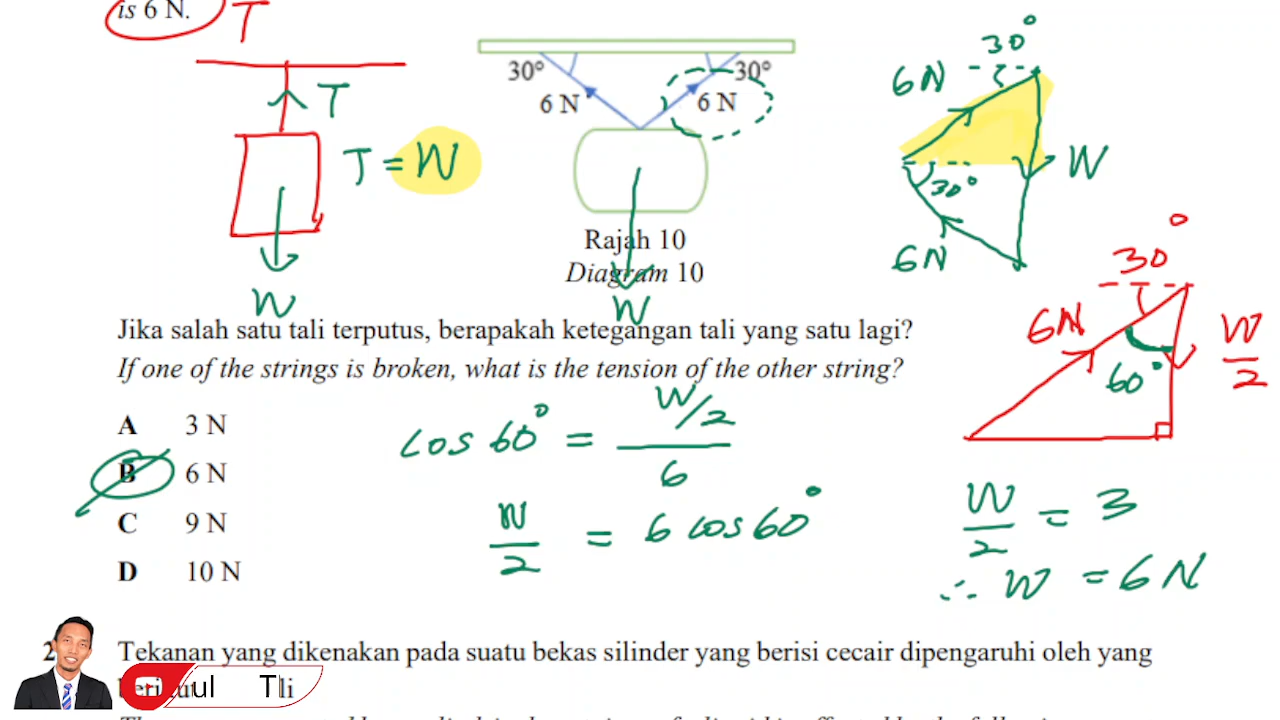 is 6 N.
T
T
T = W
W
30°
30°
6 N
6 N
W
Rajah 10
Diagram 10
30°
6N
W
30°
6N
30°
6N
W/2
60°
Jika salah satu tali terputus, berapakah ketegangan tali yang satu lagi?
If one of the strings is broken, what is the tension of the other string?
A 3 N
B 6 N
C 9 N
D 10 N
cos 60° = W/2 / 6
W/2 = 6 cos 60°
W/2 = 3
∴ W = 6N
2
Tekanan yang dikenakan pada suatu bekas silinder yang berisi cecair dipengaruhi oleh yang